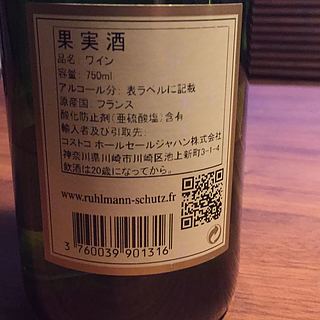 果実酒
品名: ワイン
容量: 750ml
アルコール分: 表ラベルに記載
原産国: フランス
酸化防止剤(亜硫酸塩)含有
輸入者及び引取先:
コストコ ホールセールジャパン株式会社
神奈川県川崎市川崎区池上新町3-1-4
飲酒は20歳になってから。
www.ruhlmann-schutz.fr
3 760039 901316